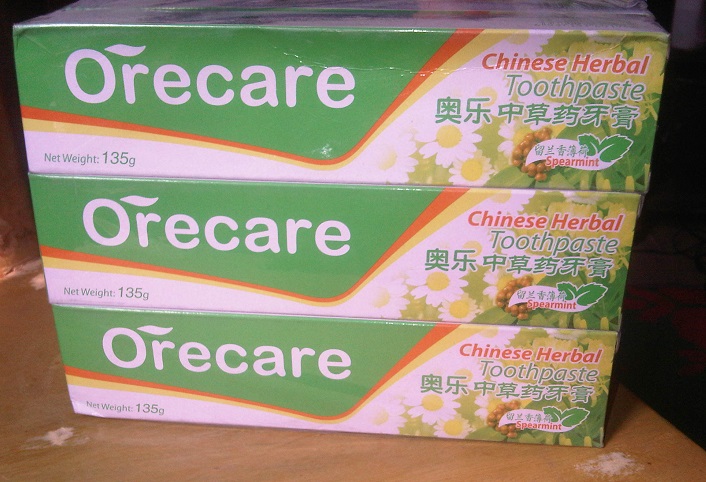 Orecare
Chinese Herbal
Toothpaste
奥乐 中草药牙膏
留兰香薄荷
Spearmint
Net Weight: 135g
Orecare
Chinese Herbal
Toothpaste
奥乐 中草药牙膏
留兰香薄荷
Spearmint
Net Weight: 135g
Orecare
Chinese Herbal
Toothpaste
奥乐 中草药牙膏
留兰香薄荷
Spearmint
Net Weight: 135g